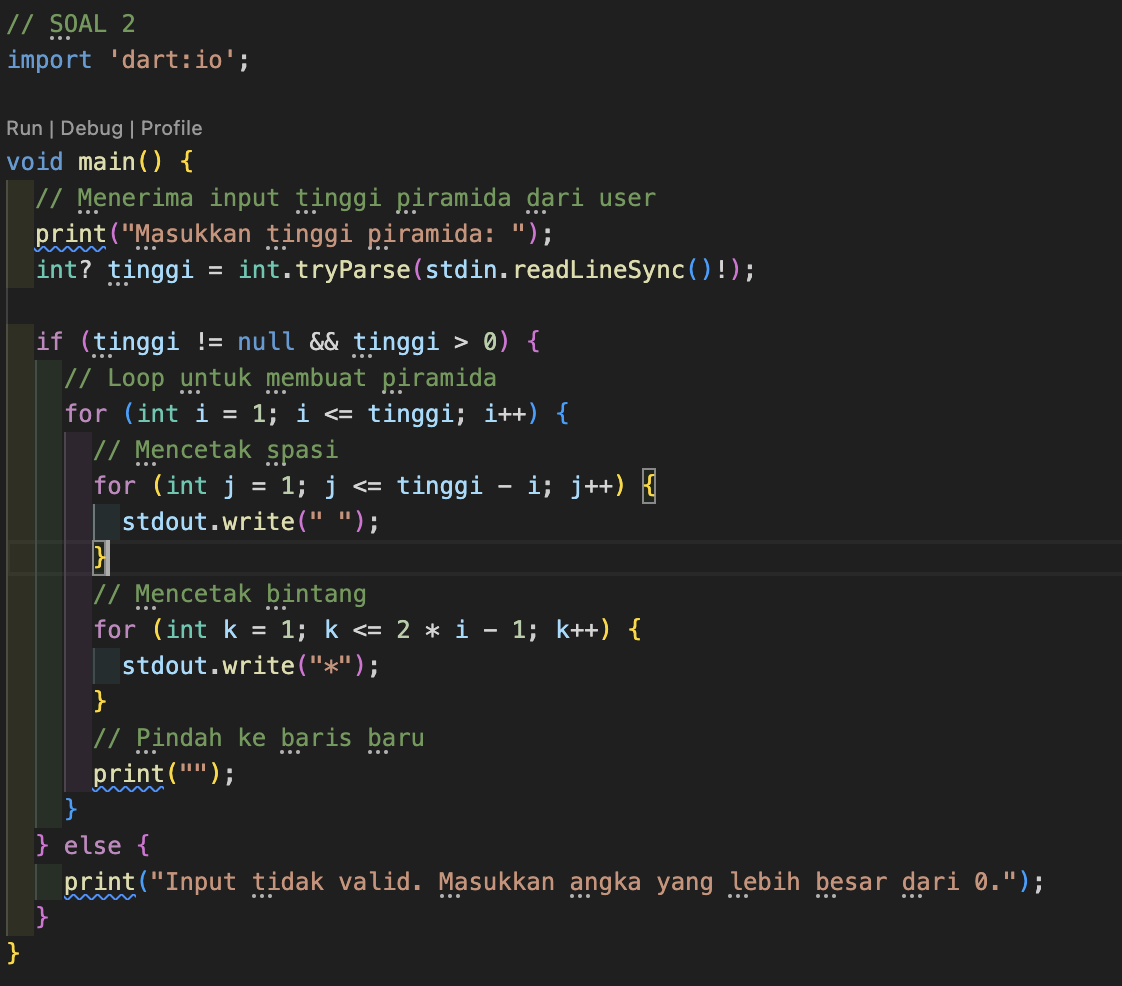 // SOAL 2
import 'dart:io';
Run | Debug | Profile
void main() {
// Menerima input tinggi piramida dari user
print("Masukkan tinggi piramida: ");
int? tinggi = int.tryParse(stdin.readLineSync()!);
if (tinggi != null && tinggi > 0) {
// Loop untuk membuat piramida
for (int i = 1; i <= tinggi; i++) {
// Mencetak spasi
for (int j = 1; j <= tinggi - i; j++) {
stdout.write(" ");
}
// Mencetak bintang
for (int k = 1; k <= 2 * i - 1; k++) {
stdout.write("*");
}
// Pindah ke baris baru
print("");
}
} else {
print("Input tidak valid. Masukkan angka yang lebih besar dari 0.");
}
}